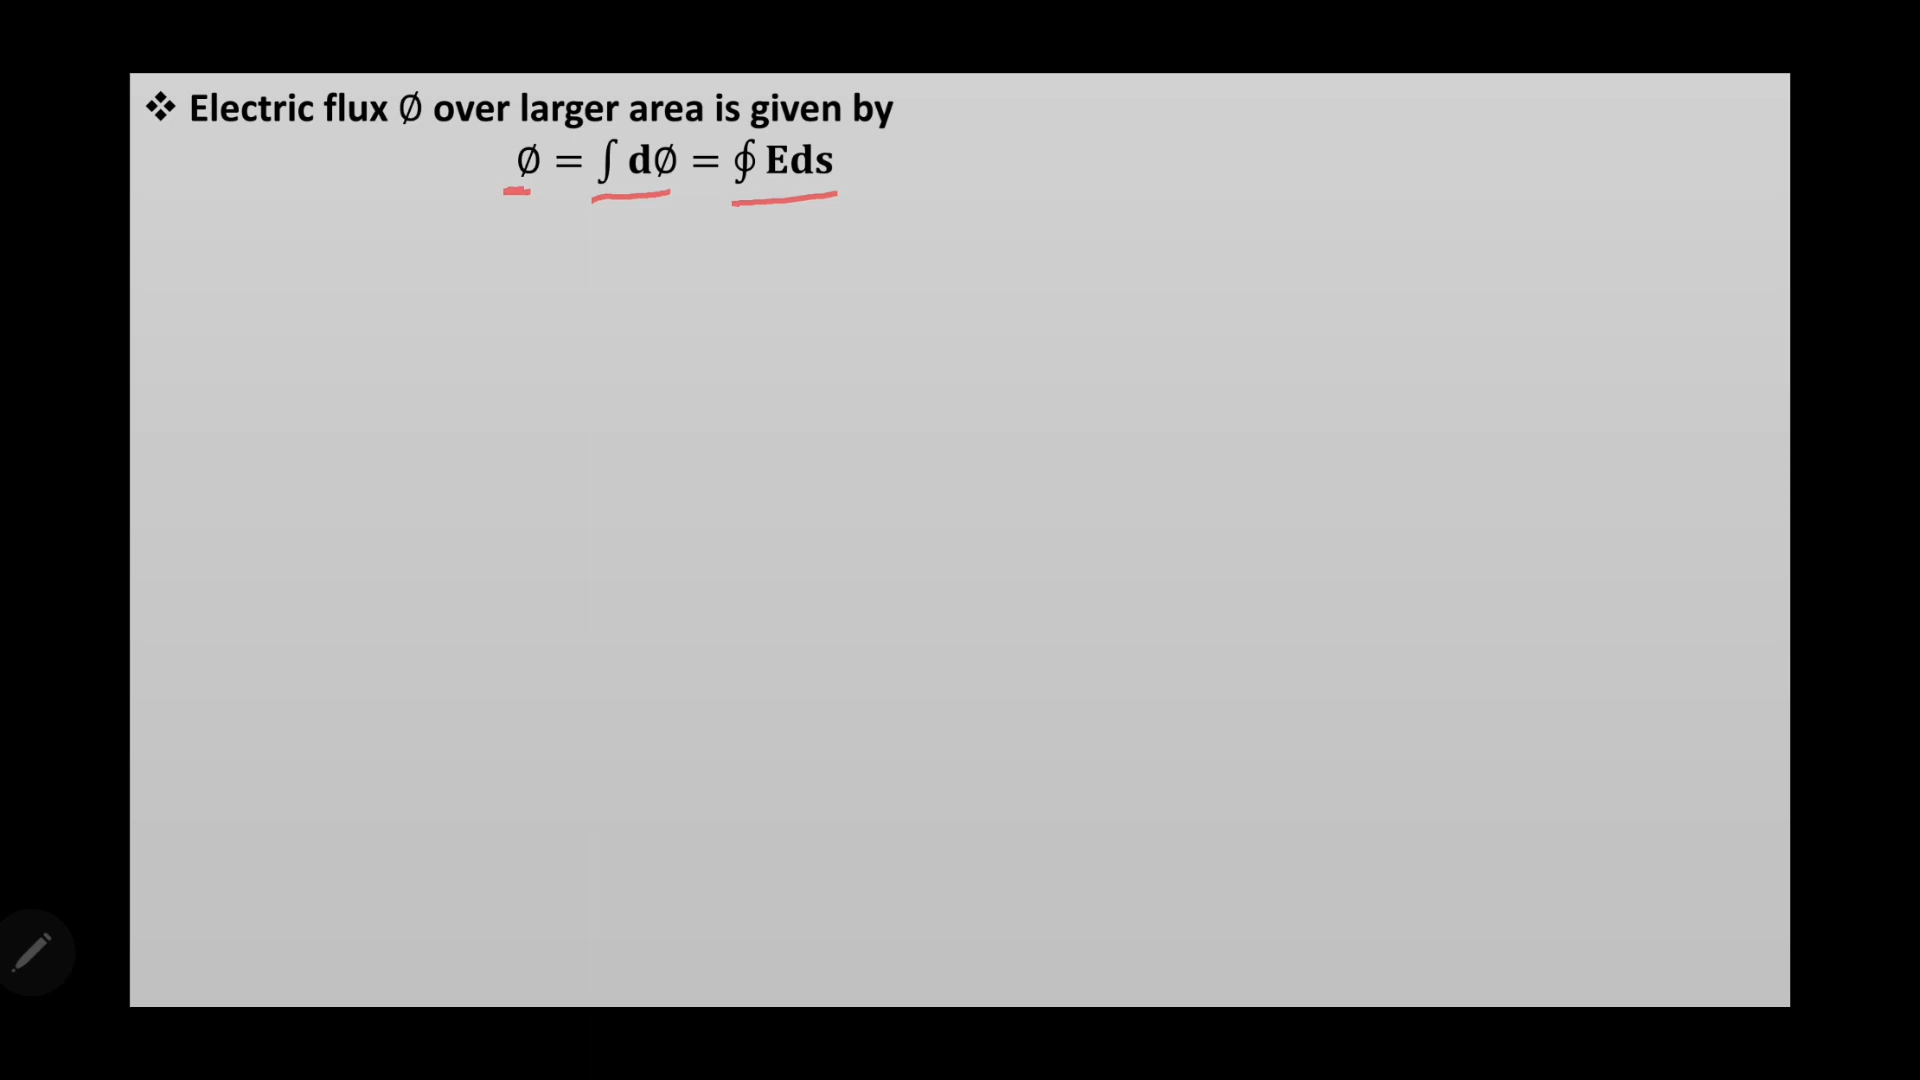 ❖ Electric flux ∅ over larger area is given by
∅ = ∫ d∅ = ∮ Eds